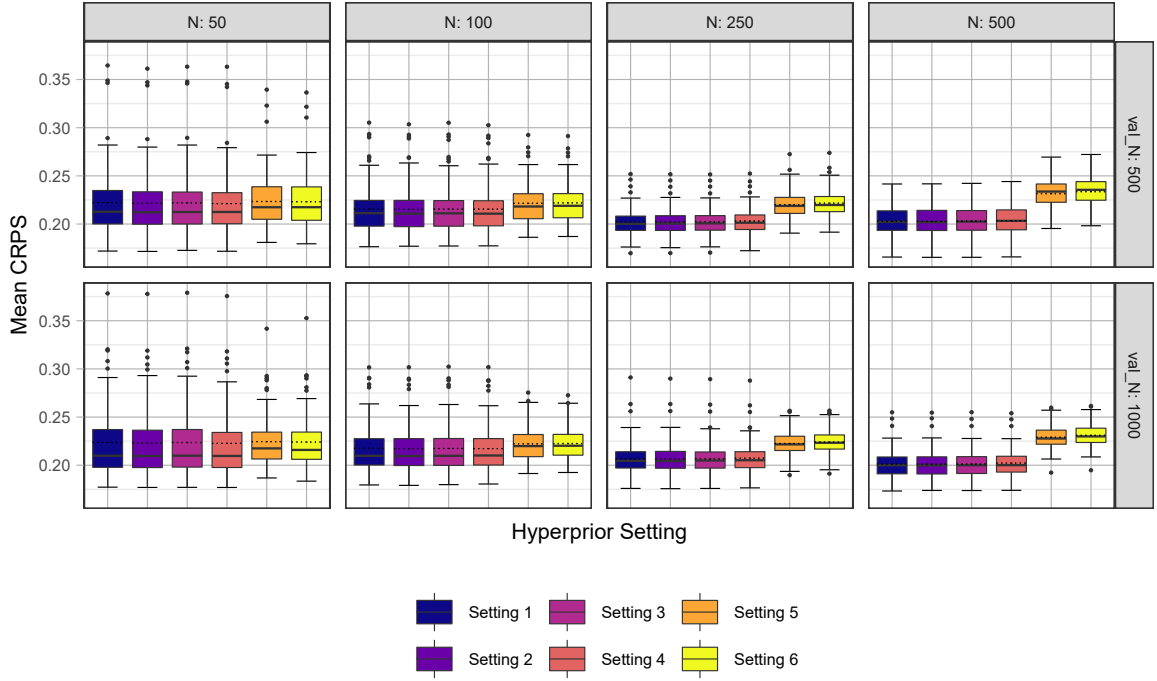 N: 50
N: 100
N: 250
N: 500
0.35
0.30
0.25
0.20
val_N: 500
Mean CRPS
0.35
0.30
0.25
0.20
val_N: 1000
Hyperprior Setting
Setting 1
Setting 3
Setting 5
Setting 2
Setting 4
Setting 6